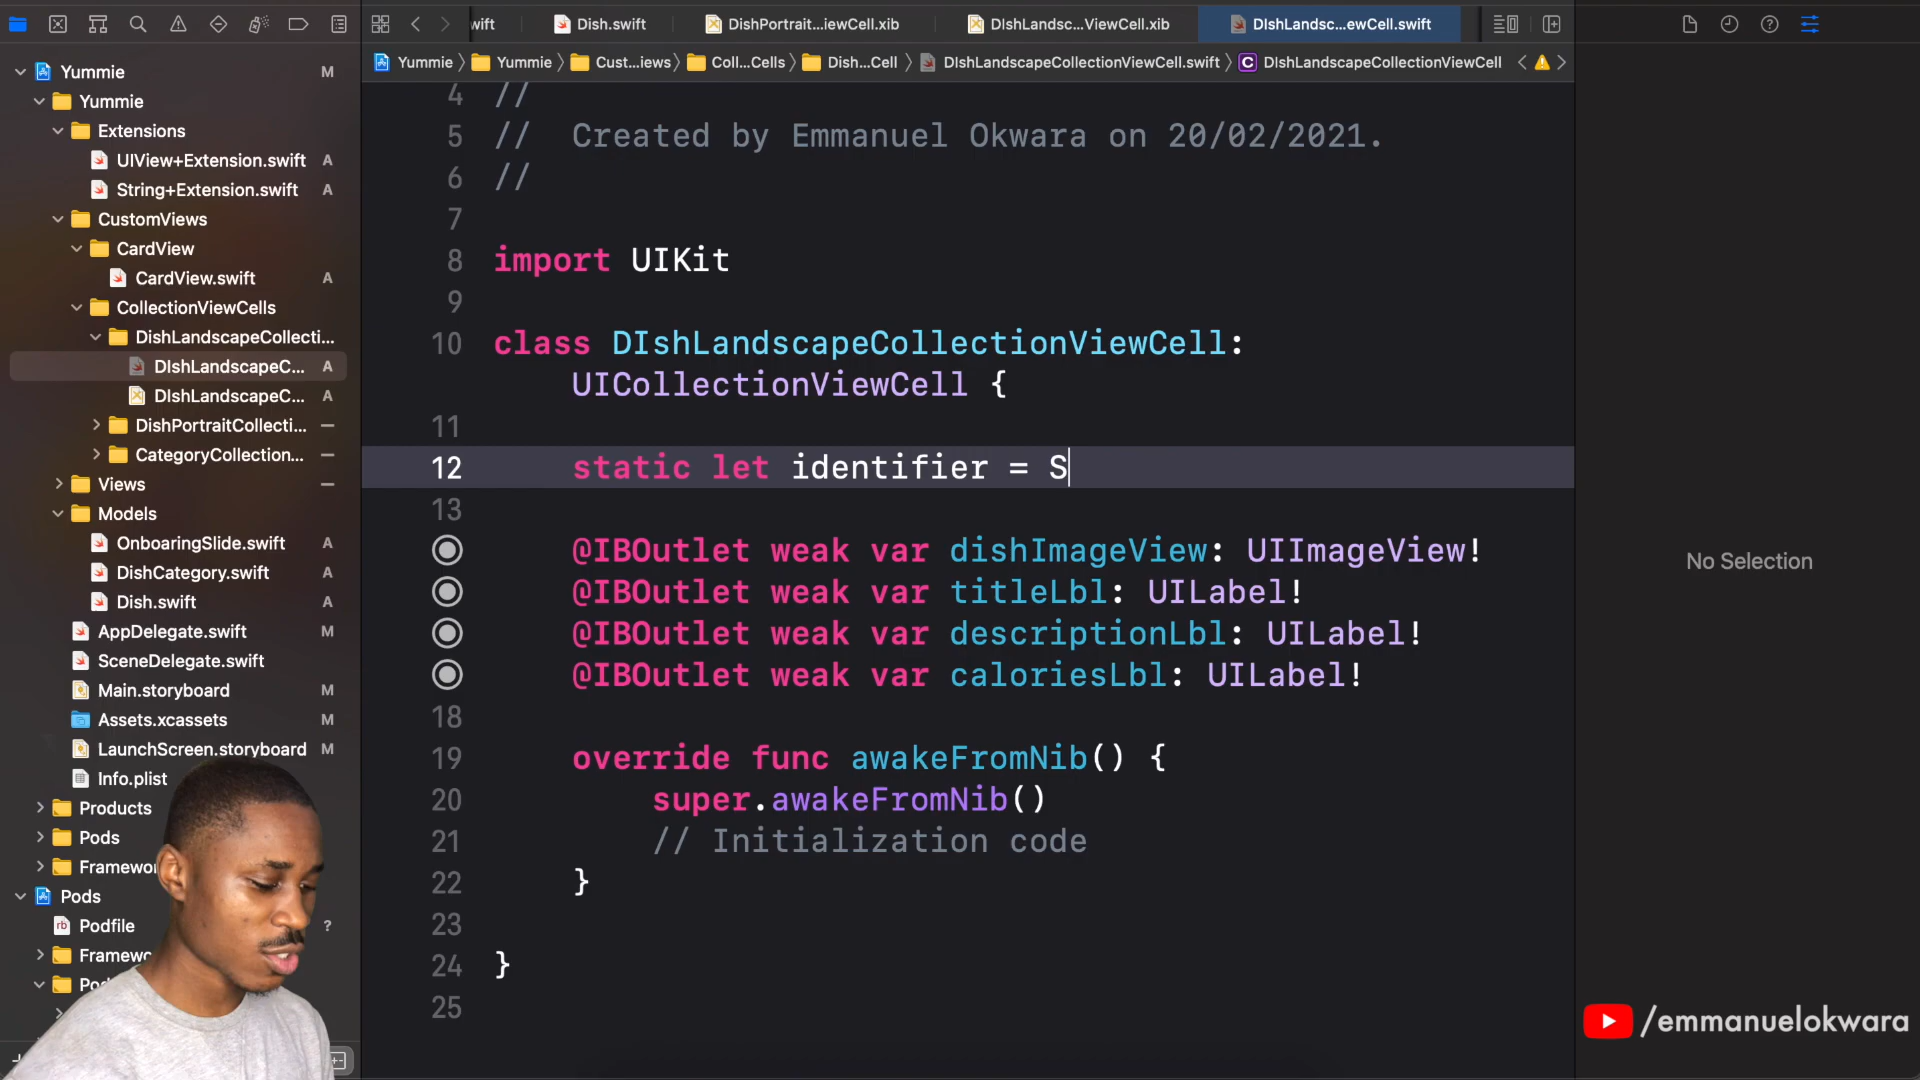 wift
Dish.swift
DishPortrait...iewCell.xib
DIshLandsc...ViewCell.xib
DIshLandsc...ewCell.swift
Yummie
Yummie
Cust...iews
Coll...Cells
Dish...Cell
DIshLandscapeCollectionViewCell.swift
C DIshLandscapeCollectionViewCell
Yummie M
Yummie
Extensions
UIView+Extension.swift A
String+Extension.swift A
CustomViews
CardView
CardView.swift A
CollectionViewCells
DishLandscapeCollecti...
DIshLandscapeC... A
DIshLandscapeC... A
DishPortraitCollecti... –
CategoryCollection... –
Views –
Models
OnboaringSlide.swift A
DishCategory.swift A
Dish.swift A
AppDelegate.swift M
SceneDelegate.swift
Main.storyboard M
Assets.xcassets M
LaunchScreen.storyboard M
Info.plist
Products
Pods
Framewor
Pods
rb Podfile ?
Framewo
Po
4 //
5 //  Created by Emmanuel Okwara on 20/02/2021.
6 //
7
8 import UIKit
9
10 class DIshLandscapeCollectionViewCell:
UICollectionViewCell {
11
12 static let identifier = S
13
@IBOutlet weak var dishImageView: UIImageView!
@IBOutlet weak var titleLbl: UILabel!
@IBOutlet weak var descriptionLbl: UILabel!
@IBOutlet weak var caloriesLbl: UILabel!
18
19 override func awakeFromNib() {
20 super.awakeFromNib()
21 // Initialization code
22 }
23
24 }
25
No Selection
/emmanuelokwara